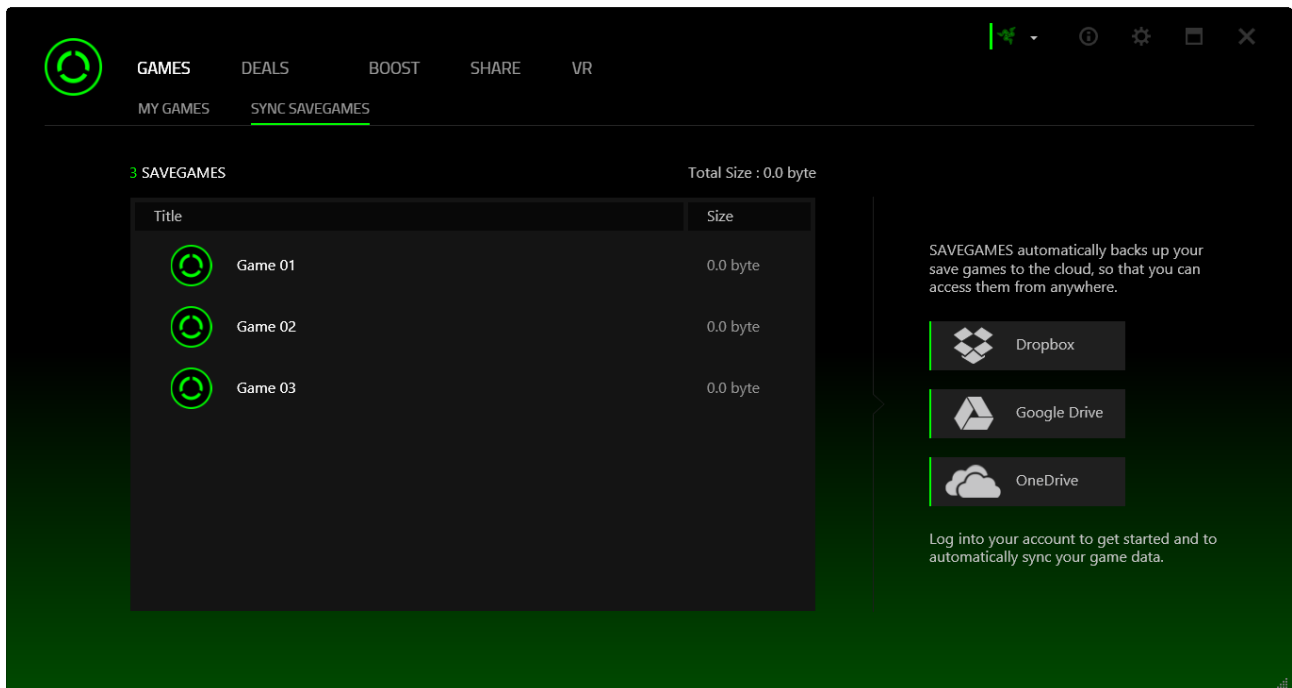 GAMES DEALS BOOST SHARE VR
MY GAMES SYNC SAVEGAMES
3 SAVEGAMES Total Size : 0.0 byte
Title Size
Game 01 0.0 byte
Game 02 0.0 byte
Game 03 0.0 byte
SAVEGAMES automatically backs up your
save games to the cloud, so that you can
access them from anywhere.
Dropbox
Google Drive
OneDrive
Log into your account to get started and to
automatically sync your game data.